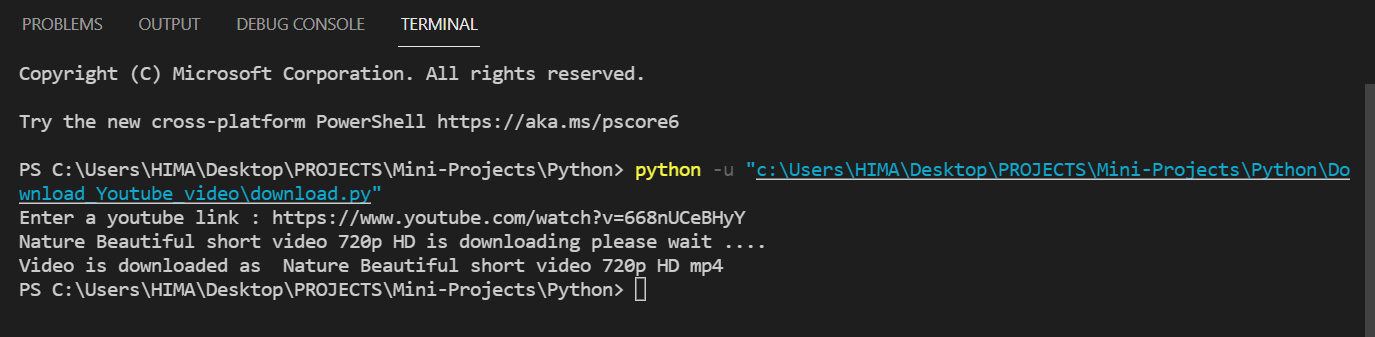 PROBLEMS OUTPUT DEBUG CONSOLE TERMINAL
Copyright (C) Microsoft Corporation. All rights reserved.
Try the new cross-platform PowerShell https://aka.ms/pscore6
PS C:\Users\HIMA\Desktop\PROJECTS\Mini-Projects\Python> python -u "c:\Users\HIMA\Desktop\PROJECTS\Mini-Projects\Python\Do
wnload_Youtube_video\download.py"
Enter a youtube link : https://www.youtube.com/watch?v=668nUCeBHyY
Nature Beautiful short video 720p HD is downloading please wait ....
Video is downloaded as  Nature Beautiful short video 720p HD mp4
PS C:\Users\HIMA\Desktop\PROJECTS\Mini-Projects\Python>